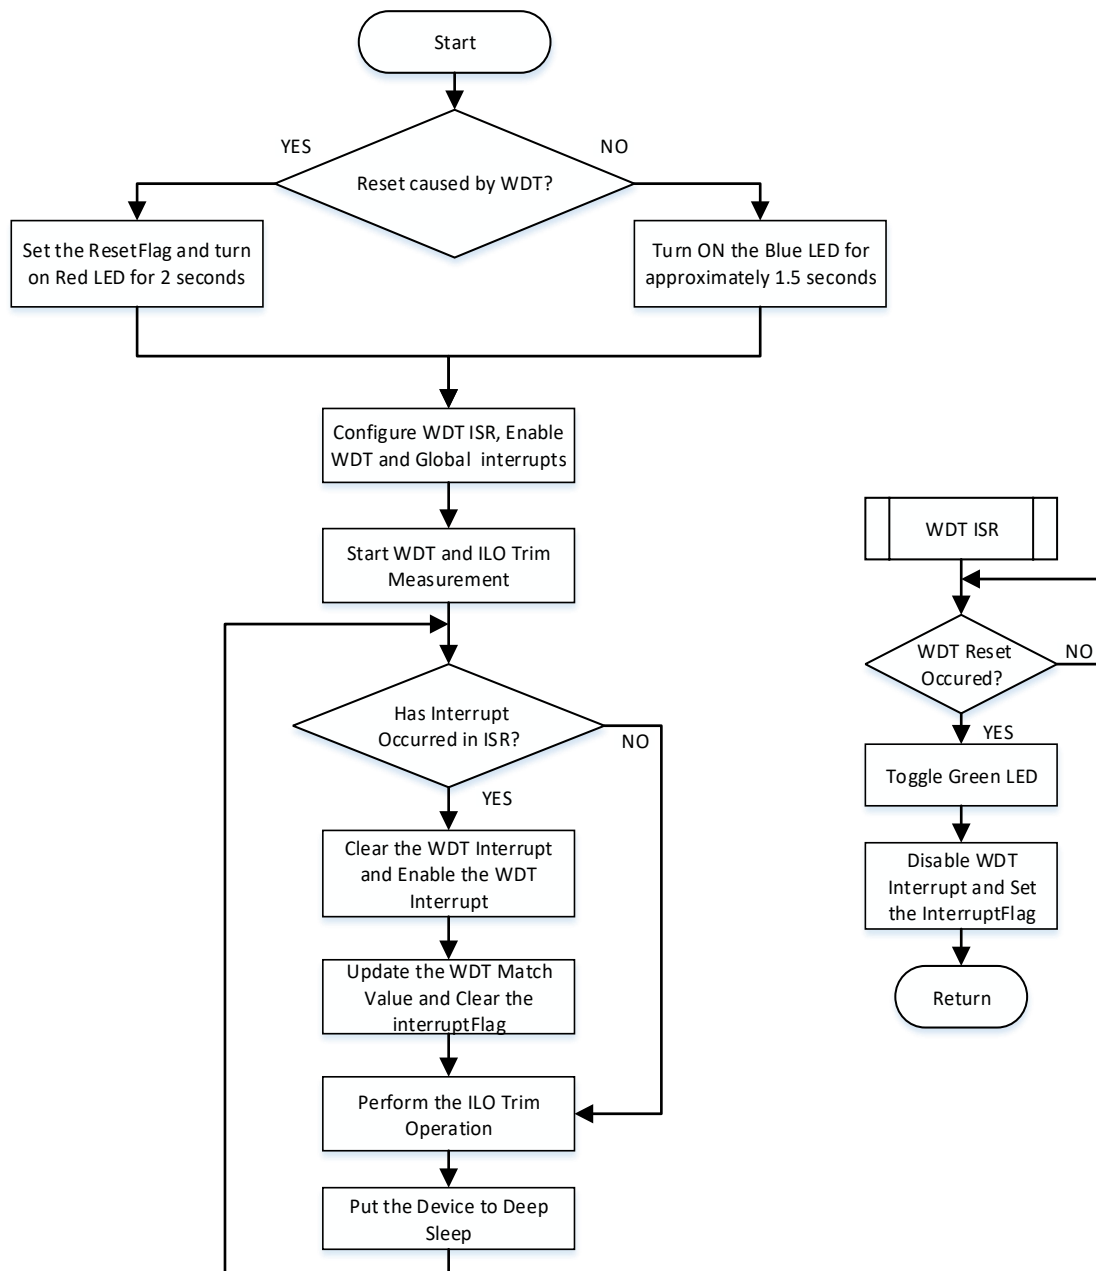 Start
YES
NO
Reset caused by WDT?
Set the ResetFlag and turn
on Red LED for 2 seconds
Turn ON the Blue LED for
approximately 1.5 seconds
Configure WDT ISR, Enable
WDT and Global interrupts
Start WDT and ILO Trim
Measurement
Has Interrupt
Occurred in ISR?
NO
YES
Clear the WDT Interrupt
and Enable the WDT
Interrupt
Update the WDT Match
Value and Clear the
interruptFlag
Perform the ILO Trim
Operation
Put the Device to Deep
Sleep
WDT ISR
WDT Reset
Occured?
NO
YES
Toggle Green LED
Disable WDT
Interrupt and Set
the InterruptFlag
Return